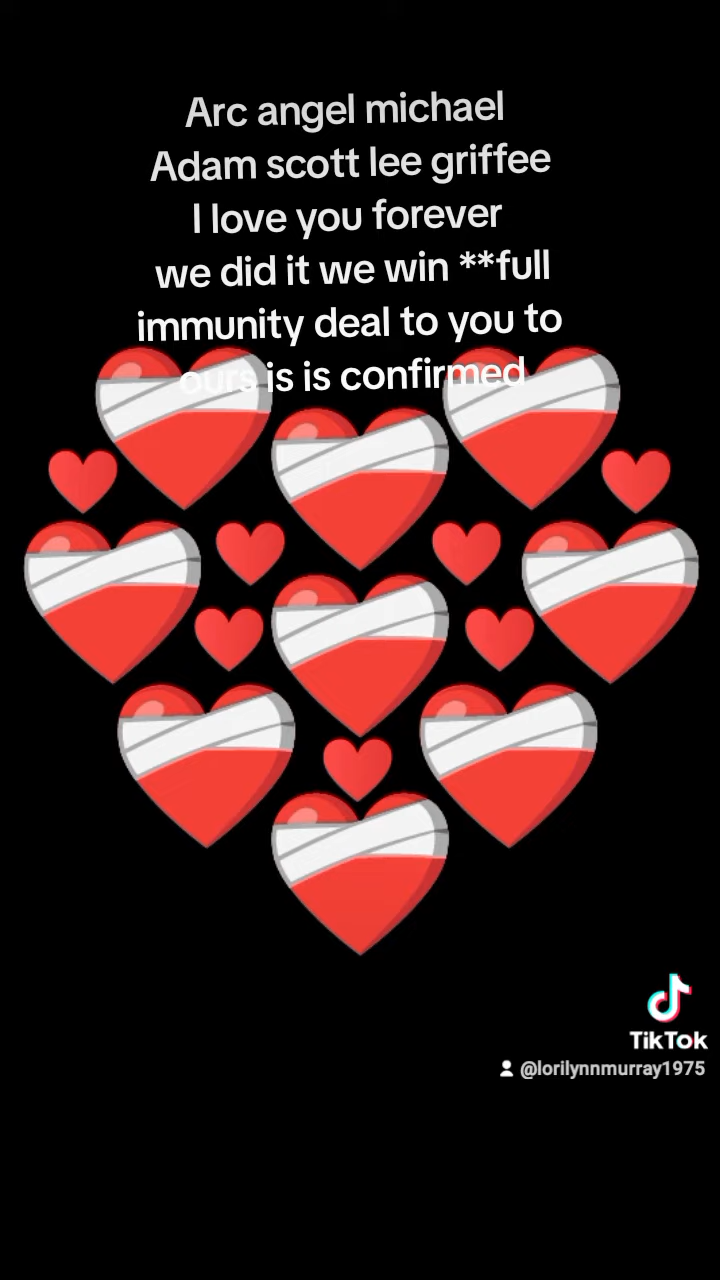 Arc angel michael
Adam scott lee griffee
I love you forever
we did it we win **full
immunity deal to you to
ours is is confirmed
TikTok
@lorilynnmurray1975